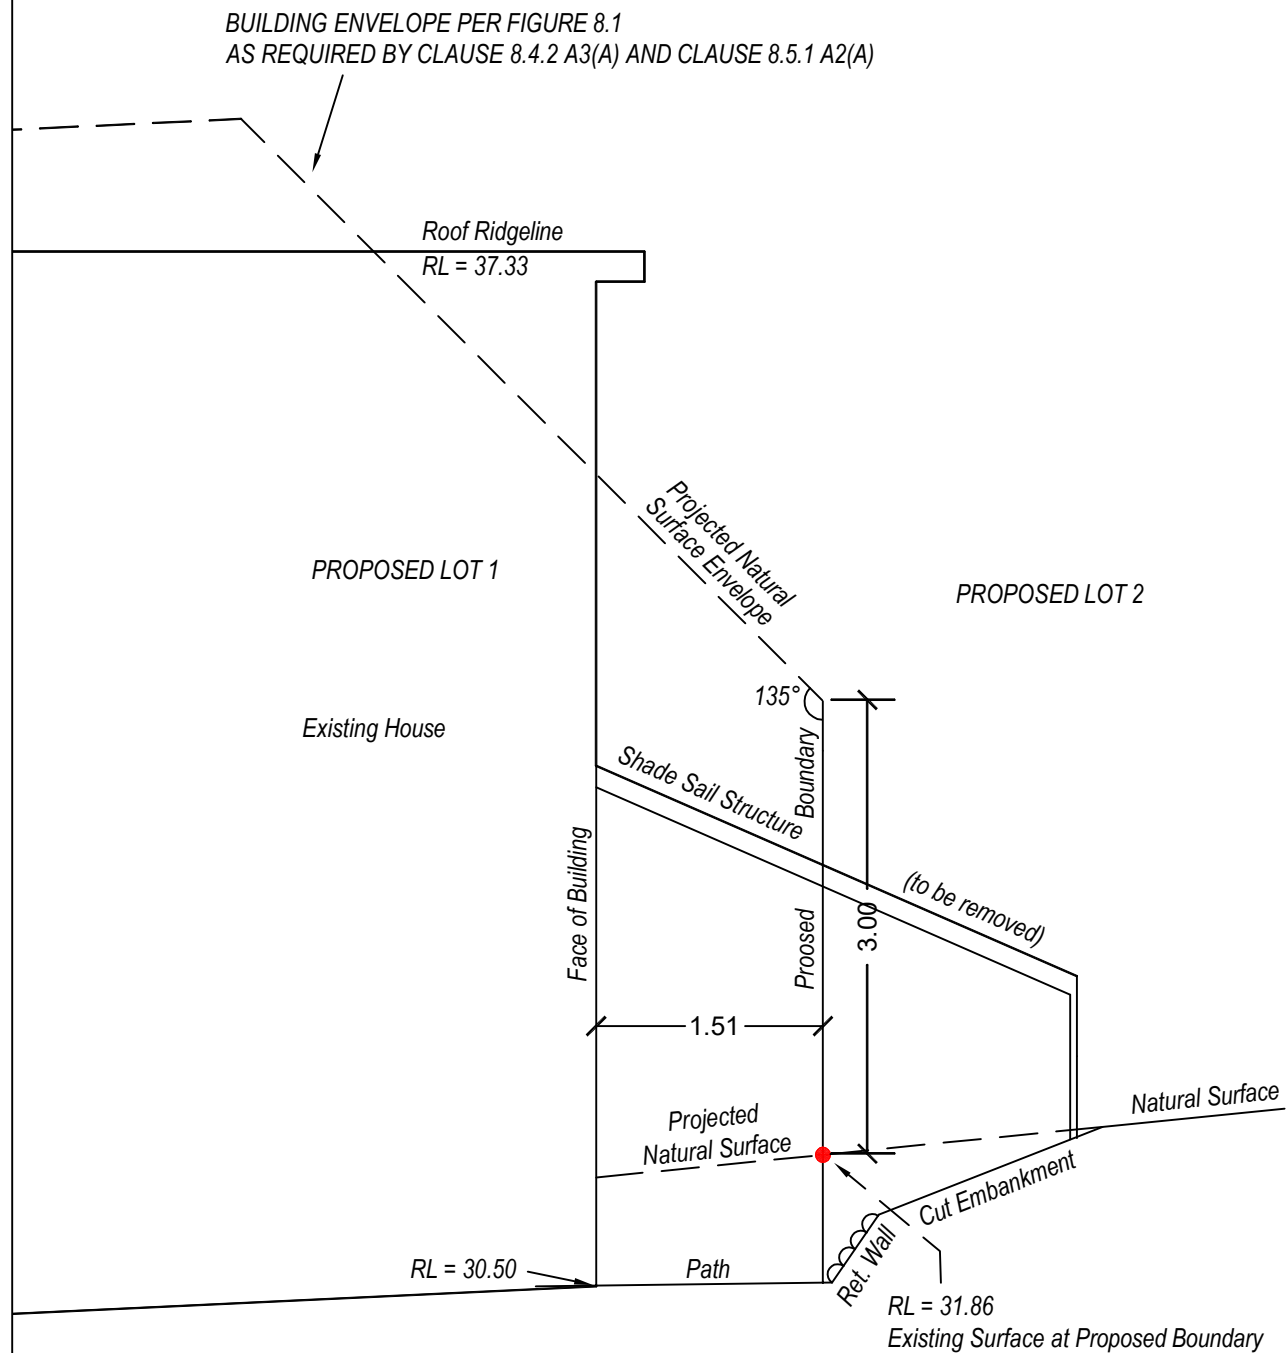 BUILDING ENVELOPE PER FIGURE 8.1
AS REQUIRED BY CLAUSE 8.4.2 A3(A) AND CLAUSE 8.5.1 A2(A)
Roof Ridgeline
RL = 37.33
Projected Natural
Surface Envelope
PROPOSED LOT 1
PROPOSED LOT 2
135°
Existing House
Boundary
Shade Sail Structure
(to be removed)
Face of Building
Proosed
3.00
1.51
Natural Surface
Projected
Natural Surface
Cut Embankment
Ret. Wall
RL = 30.50
Path
RL = 31.86
Existing Surface at Proposed Boundary